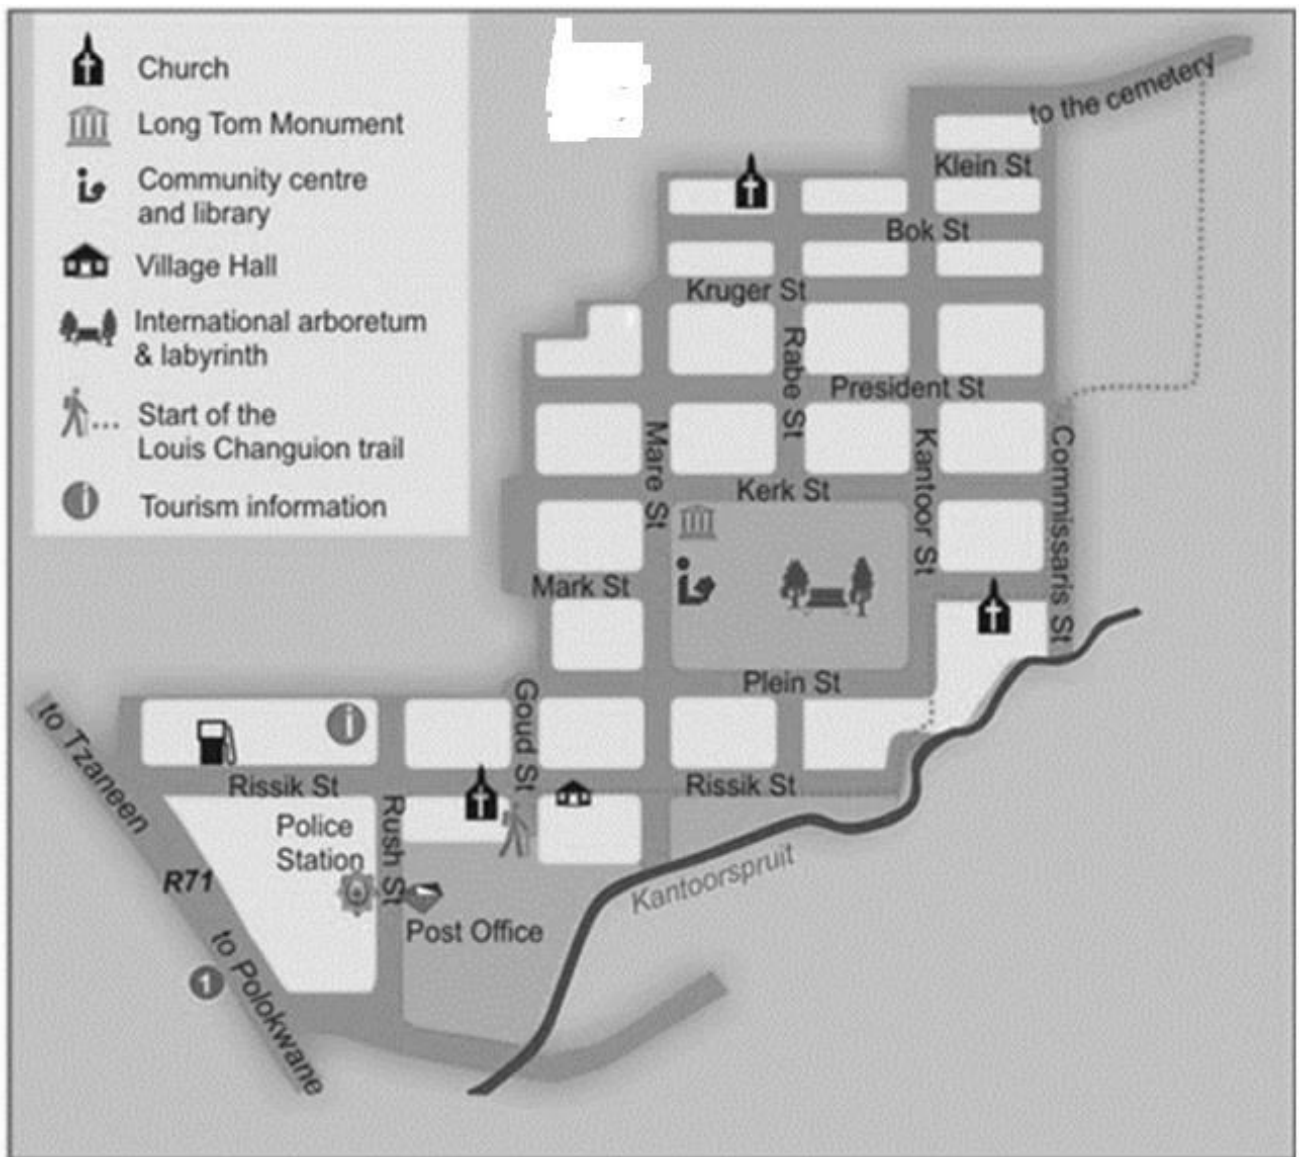 Church
Long Tom Monument
Community centre
and library
Village Hall
International arboretum
& labyrinth
Start of the
Louis Changuion trail
Tourism information
to the cemetery
Klein St
Bok St
Kruger St
Rabe St
President St
Mare St
Kantoor St
Commissaris St
Kerk St
Mark St
Plein St
Goud St
to Tzaneen
Rissik St
Rissik St
Police
Station
Rush St
R71
Kantoorspruit
Post Office
to Polokwane
1